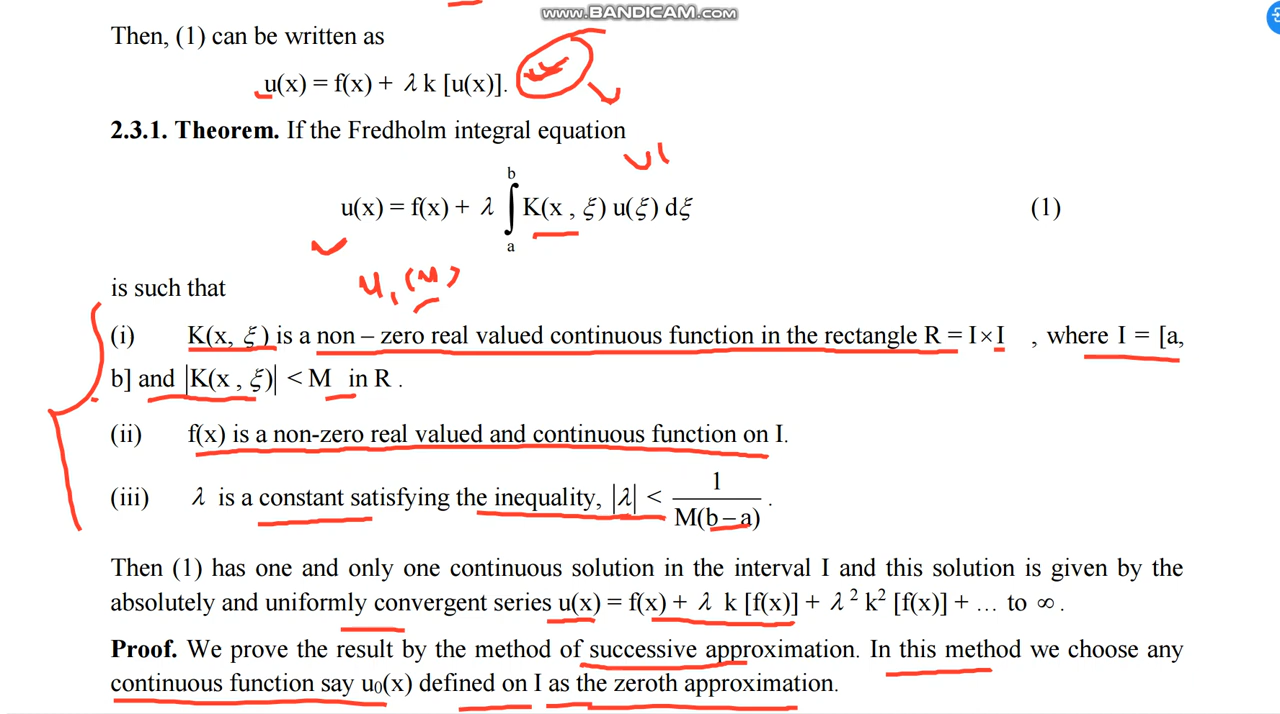 www.BANDICAM.com
Then, (1) can be written as
u(x) = f(x) + λ k [u(x)].
2.3.1. Theorem. If the Fredholm integral equation
u(x) = f(x) + λ ∫ₐᵇ K(x , ξ) u(ξ) dξ (1)
is such that
(i) K(x, ξ) is a non – zero real valued continuous function in the rectangle R = I×I , where I = [a,
b] and |K(x , ξ)| < M in R .
(ii) f(x) is a non-zero real valued and continuous function on I.
(iii) λ is a constant satisfying the inequality, |λ| < 1 / M(b – a) .
Then (1) has one and only one continuous solution in the interval I and this solution is given by the
absolutely and uniformly convergent series u(x) = f(x) + λ k [f(x)] + λ² k² [f(x)] + … to ∞ .
Proof. We prove the result by the method of successive approximation. In this method we choose any
continuous function say u₀(x) defined on I as the zeroth approximation.